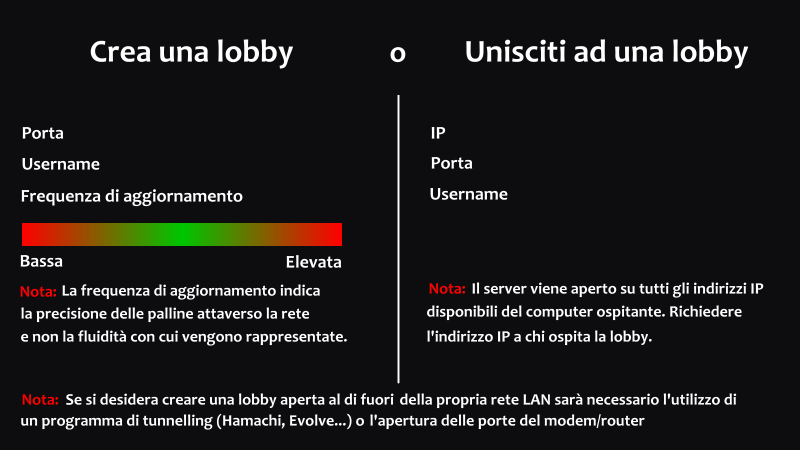 Crea una lobby
o
Unisciti ad una lobby
Porta
Username
Frequenza di aggiornamento
Bassa
Elevata
Nota: La frequenza di aggiornamento indica
la precisione delle palline attaverso la rete
e non la fluidità con cui vengono rappresentate.
IP
Porta
Username
Nota: Il server viene aperto su tutti gli indirizzi IP
disponibili del computer ospitante. Richiedere
l'indirizzo IP a chi ospita la lobby.
Nota: Se si desidera creare una lobby aperta al di fuori della propria rete LAN sarà necessario l'utilizzo di
un programma di tunnelling (Hamachi, Evolve...) o l'apertura delle porte del modem/router